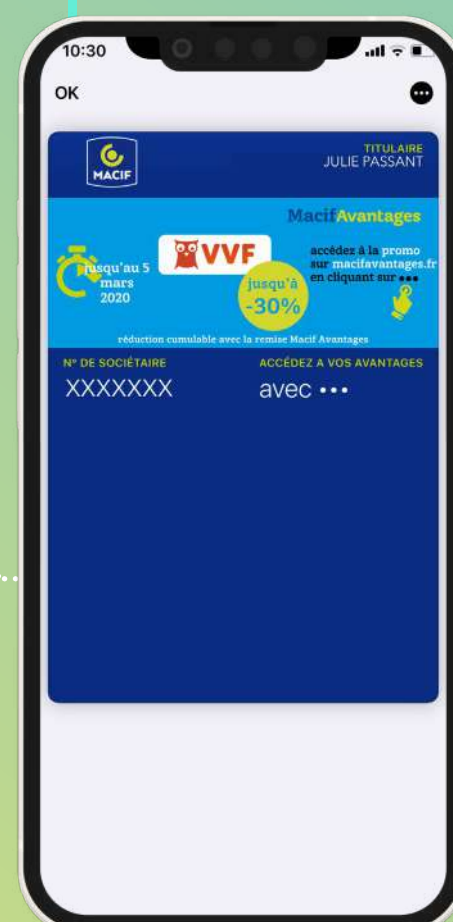 10:30
OK
MACIF
TITULAIRE
JULIE PASSANT
MacifAvantages
jusqu'au 5
mars
2020
VVF
jusqu'à
-30%
accédez à la promo
sur macifavantages.fr
en cliquant sur •••
réduction cumulable avec la remise Macif Avantages
N° DE SOCIÉTAIRE
XXXXXXX
ACCÉDEZ A VOS AVANTAGES
avec •••